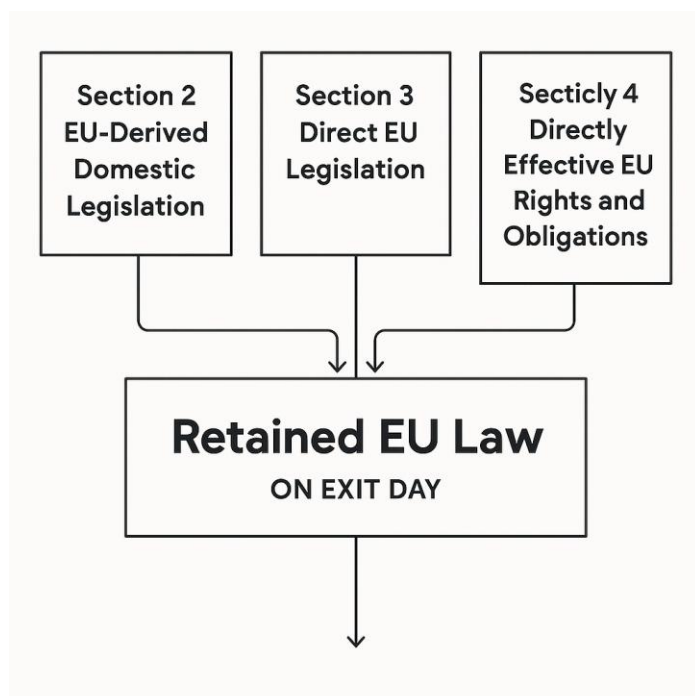 Section 2
EU-Derived
Domestic
Legislation
Section 3
Direct EU
Legislation
Secticly 4
Directly
Effective EU
Rights and
Obligations
Retained EU Law
ON EXIT DAY